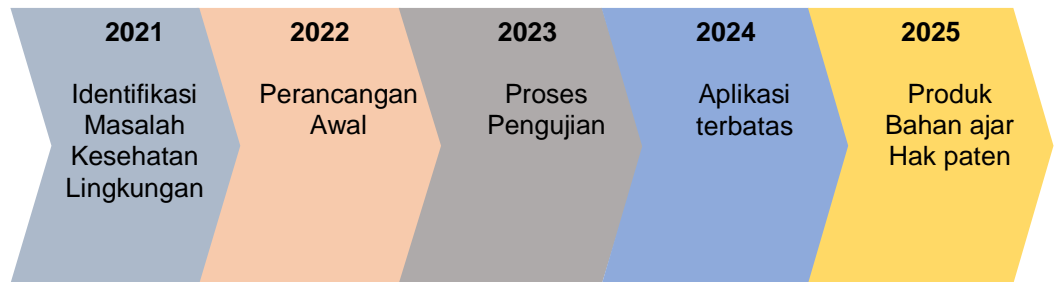 2021
Identifikasi
Masalah
Kesehatan
Lingkungan
2022
Perancangan
Awal
2023
Proses
Pengujian
2024
Aplikasi
terbatas
2025
Produk
Bahan ajar
Hak paten